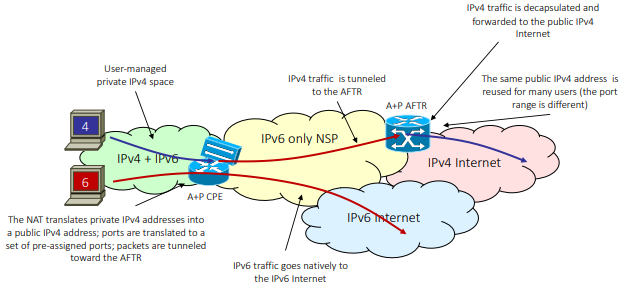 IPv4 traffic is decapsulated and
forwarded to the public IPv4
Internet
User-managed
private IPv4 space
IPv4 traffic is tunneled
to the AFTR
The same public IPv4 address is
reused for many users (the port
range is different)
A+P AFTR
4
IPv4 + IPv6
IPv6 only NSP
IPv4 Internet
6
A+P CPE
IPv6 Internet
The NAT translates private IPv4 addresses into
a public IPv4 address; ports are translated to a
set of pre-assigned ports; packets are tunneled
toward the AFTR
IPv6 traffic goes natively to
the IPv6 Internet